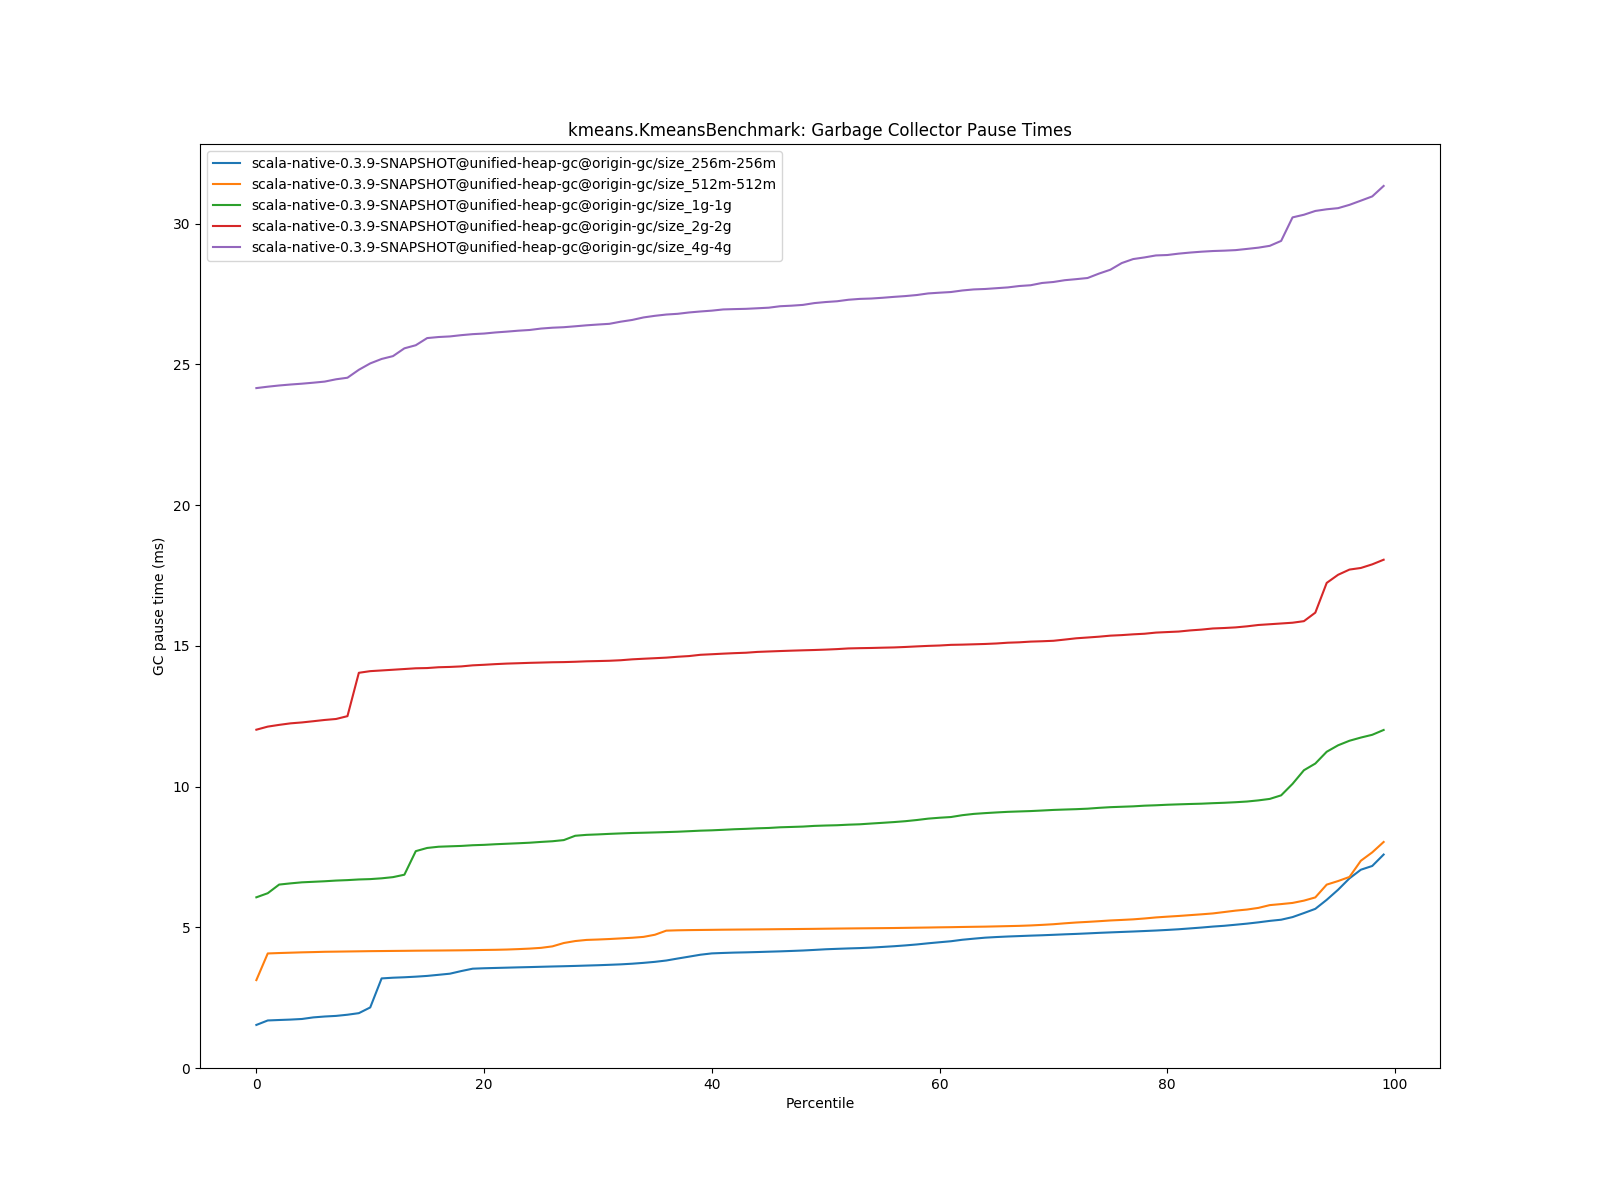 kmeans.KmeansBenchmark: Garbage Collector Pause Times
scala-native-0.3.9-SNAPSHOT@unified-heap-gc@origin-gc/size_256m-256m
scala-native-0.3.9-SNAPSHOT@unified-heap-gc@origin-gc/size_512m-512m
scala-native-0.3.9-SNAPSHOT@unified-heap-gc@origin-gc/size_1g-1g
scala-native-0.3.9-SNAPSHOT@unified-heap-gc@origin-gc/size_2g-2g
scala-native-0.3.9-SNAPSHOT@unified-heap-gc@origin-gc/size_4g-4g
GC pause time (ms)
30
25
20
15
10
5
0
0 20 40 60 80 100
Percentile